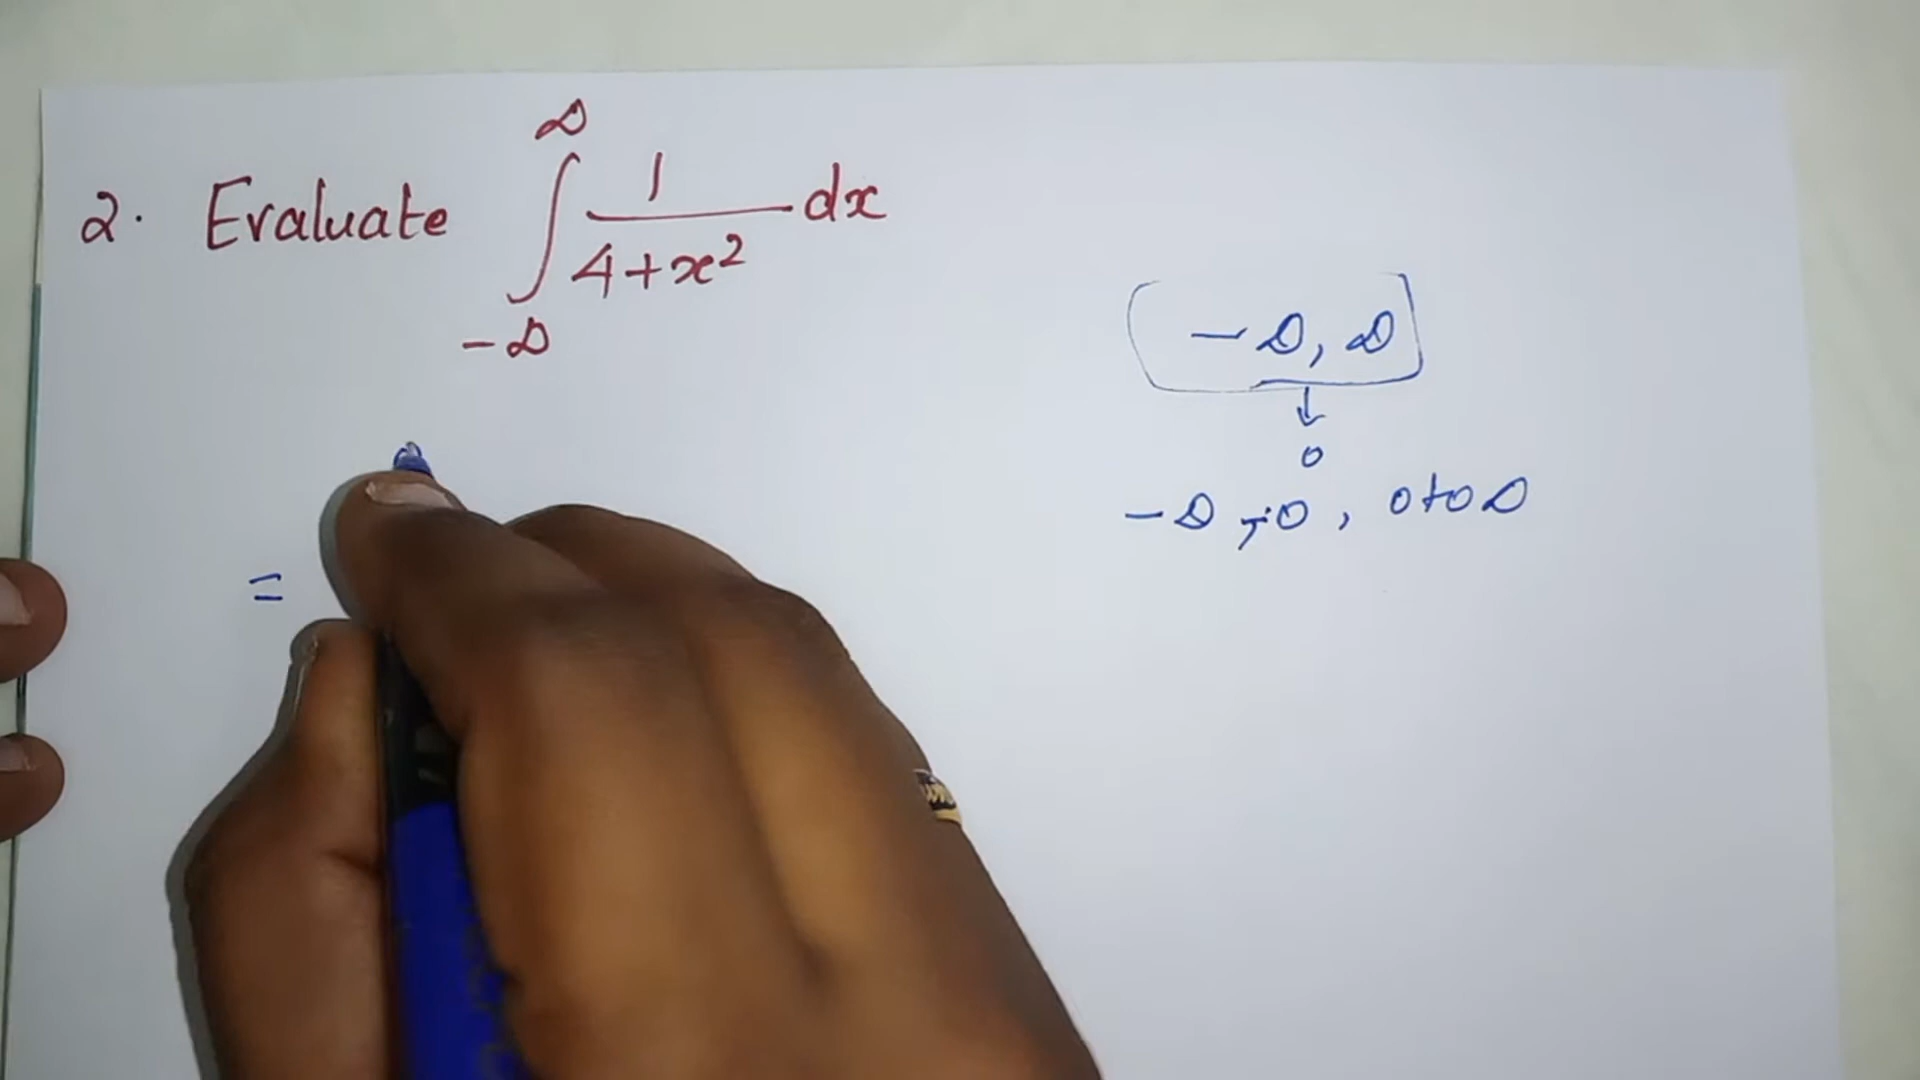 2. Evaluate ∫_{-∞}^{∞} 1/(4+x²) dx
-∞, ∞
↓
0
-∞ to 0, 0 to ∞
=